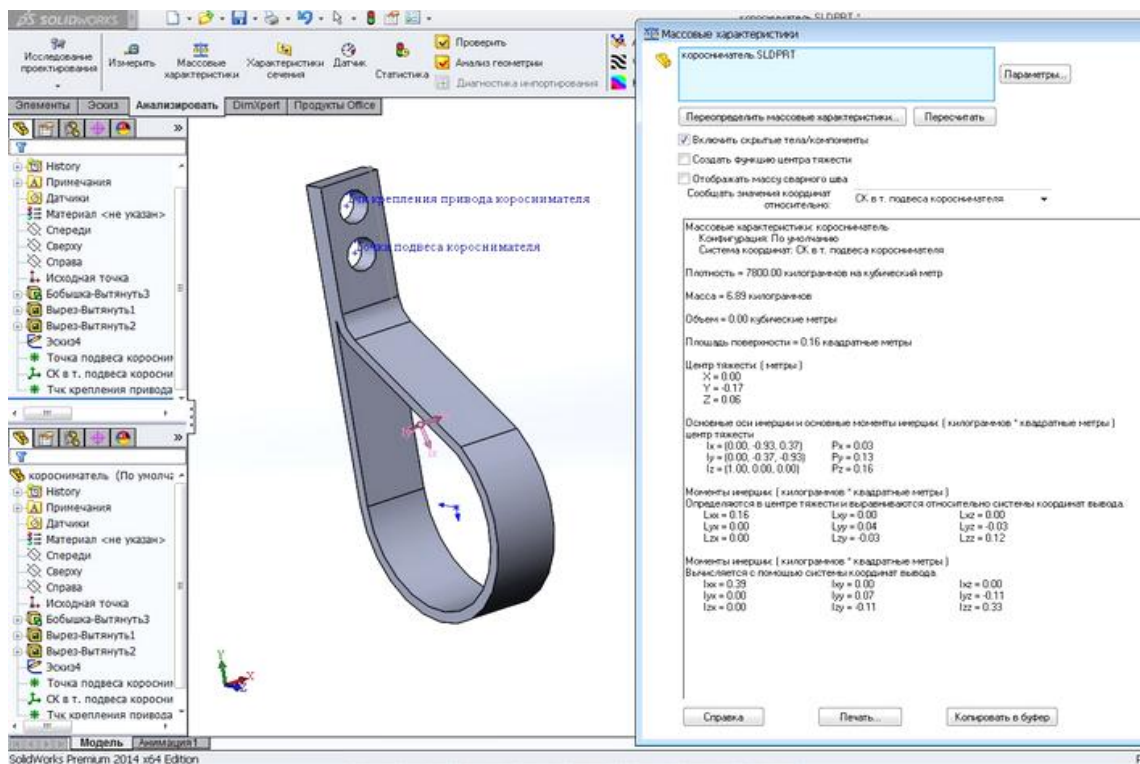 SOLIDWORKS
коросниматель.SLDPRT *
Исследование проектирования
Измерить
Массовые характеристики
Характеристики сечения
Датчик
Статистика
Проверить
Анализ геометрии
Диагностика импортирования
Элементы Эскиз Анализировать DimXpert Продукты Office
History
Примечания
Датчики
Материал <не указан>
Спереди
Сверху
Справа
Исходная точка
Бобышка-Вытянуть3
Вырез-Вытянуть1
Вырез-Вытянуть2
Эскиз4
Точка подвеса коросни
СК в т. подвеса коросни
Тчк крепления привода
коросниматель (По умолча
History
Примечания
Датчики
Материал <не указан>
Спереди
Сверху
Справа
Исходная точка
Бобышка-Вытянуть3
Вырез-Вытянуть1
Вырез-Вытянуть2
Эскиз4
Точка подвеса коросни
СК в т. подвеса коросни
Тчк крепления привода
Модель Анимация1
SolidWorks Premium 2014 x64 Edition
Тчк крепления привода короснимателя
Точка подвеса короснимателя
Y
X
Z
Массовые характеристики
коросниматель.SLDPRT
Параметры...
Переопределить массовые характеристики... Пересчитать
Включить скрытые тела/компоненты
Создать функцию центра тяжести
Отображать массу сварного шва
Сообщать значения координат относительно: СК в т. подвеса короснимателя
Массовые характеристики: коросниматель
Конфигурация: По умолчанию
Система координат: СК в т. подвеса короснимателя
Плотность = 7800.00 килограммов на кубический метр
Масса = 6.89 килограммов
Объем = 0.00 кубические метры
Площадь поверхности = 0.16 квадратные метры
Центр тяжести: ( метры )
X = 0.00
Y = -0.17
Z = 0.06
Основные оси инерции и основные моменты инерции: ( килограммов * квадратные метры )
центр тяжести
Ix = (0.00, -0.93, 0.37) Px = 0.03
Iy = (0.00, -0.37, -0.93) Py = 0.13
Iz = (1.00, 0.00, 0.00) Pz = 0.16
Моменты инерции: ( килограммов * квадратные метры )
Определяются в центре тяжести и выравниваются относительно системы координат вывода.
Lxx = 0.16 Lxy = 0.00 Lxz = 0.00
Lyx = 0.00 Lyy = 0.04 Lyz = -0.03
Lzx = 0.00 Lzy = -0.03 Lzz = 0.12
Моменты инерции: ( килограммов * квадратные метры )
Вычисляется с помощью системы координат вывода.
Ixx = 0.39 Ixy = 0.00 Ixz = 0.00
Iyx = 0.00 Iyy = 0.07 Iyz = -0.11
Izx = 0.00 Izy = -0.11 Izz = 0.33
Справка Печать... Копировать в буфер